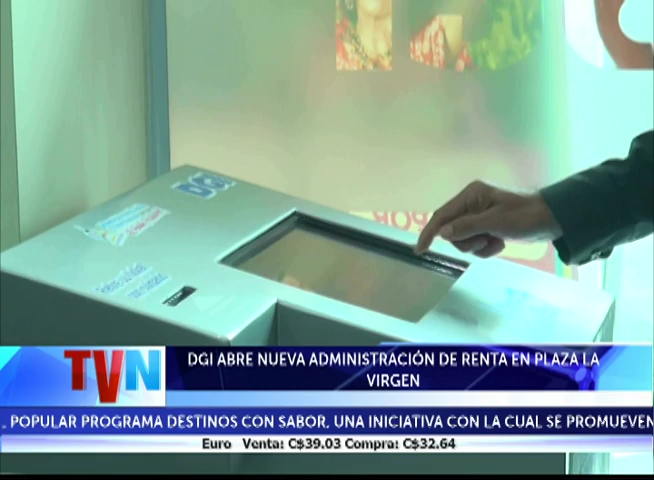 DGI
TVN
DGI ABRE NUEVA ADMINISTRACIÓN DE RENTA EN PLAZA LA
VIRGEN
POPULAR PROGRAMA DESTINOS CON SABOR, UNA INICIATIVA CON LA CUAL SE PROMUEVEN
Euro Venta: C$39.03 Compra: C$32.64